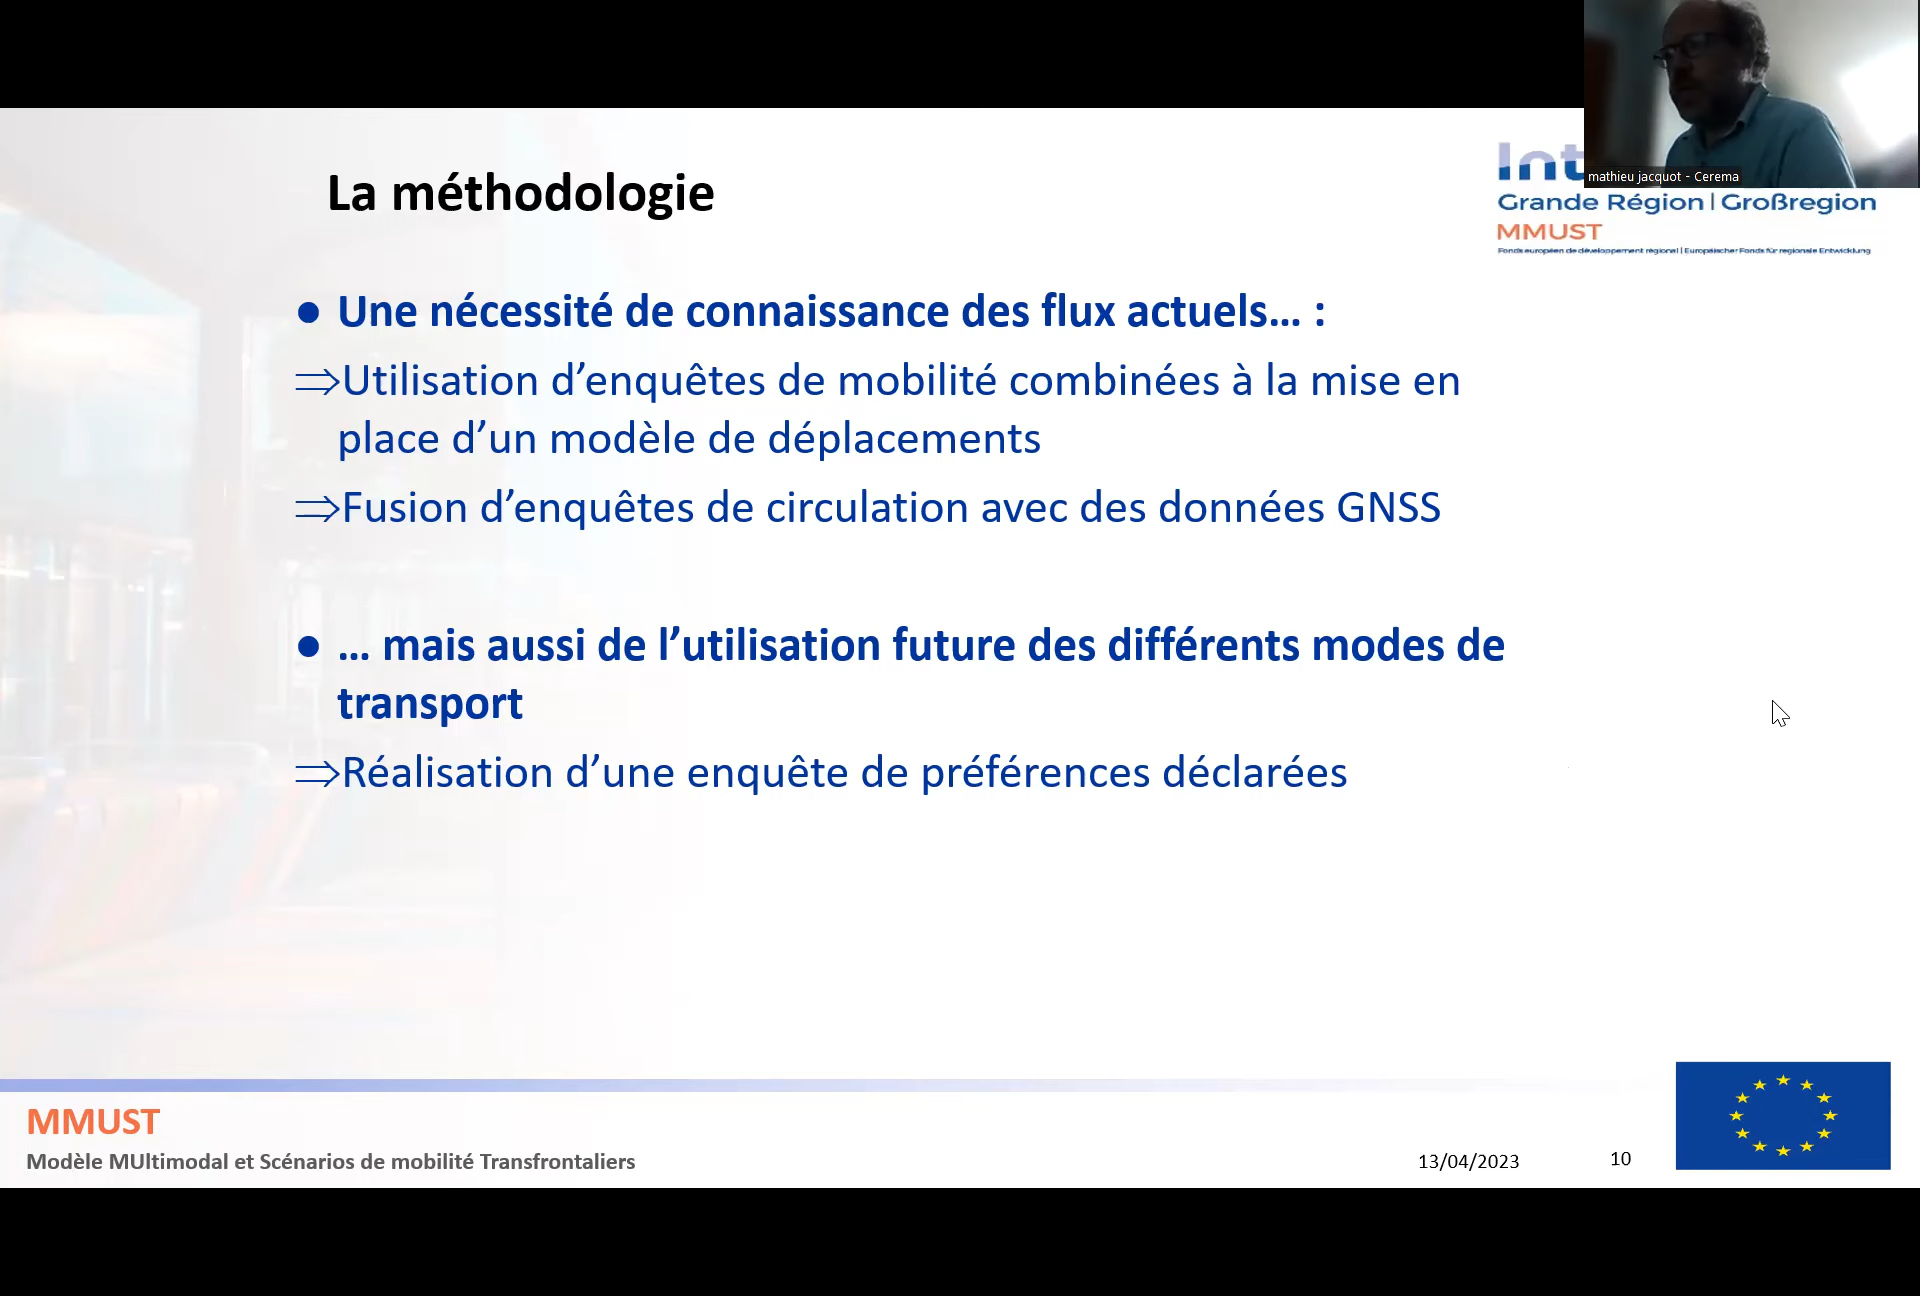 mathieu jacquot - Cerema
La méthodologie
Int
Grande Région | Großregion
MMUST
Fonds européen de développement régional | Europäischer Fonds für regionale Entwicklung
● Une nécessité de connaissance des flux actuels… :
⇒Utilisation d’enquêtes de mobilité combinées à la mise en
place d’un modèle de déplacements
⇒Fusion d’enquêtes de circulation avec des données GNSS
● … mais aussi de l’utilisation future des différents modes de
transport
⇒Réalisation d’une enquête de préférences déclarées
MMUST
Modèle MUltimodal et Scénarios de mobilité Transfrontaliers
13/04/2023
10